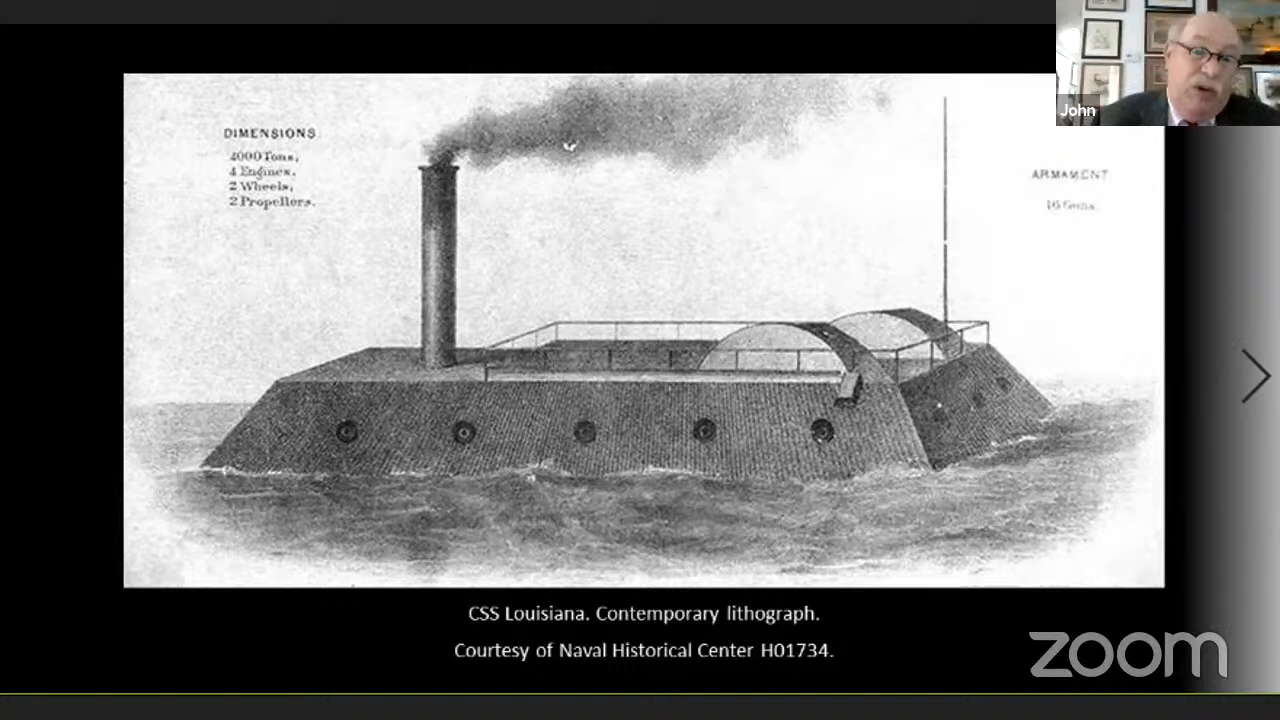 DIMENSIONS
4000 Tons,
4 Engines,
2 Wheels,
2 Propellers.
ARMAMENT
16 Guns.
John
CSS Louisiana. Contemporary lithograph.
Courtesy of Naval Historical Center H01734.
zoom